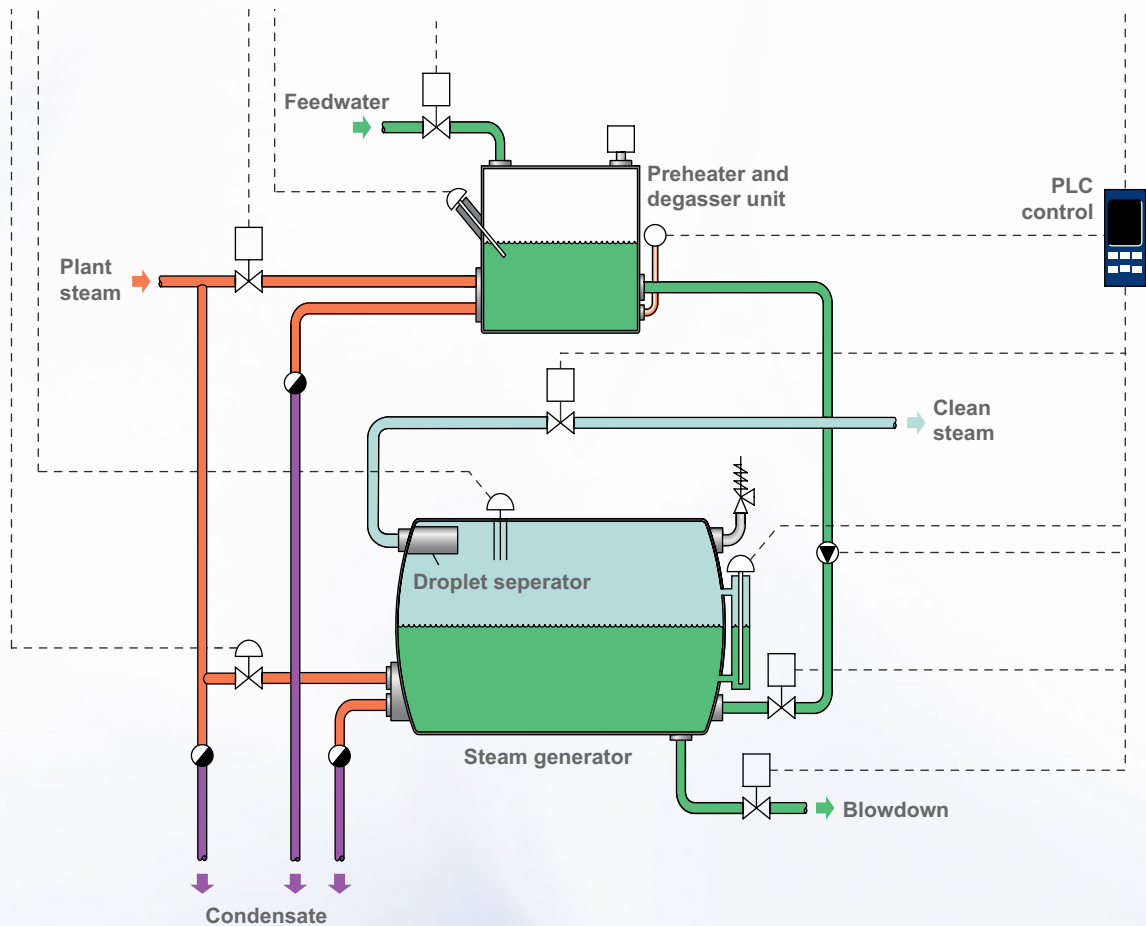 Feedwater
Preheater and
degasser unit
PLC
control
Plant
steam
Clean
steam
Droplet seperator
Steam generator
Blowdown
Condensate